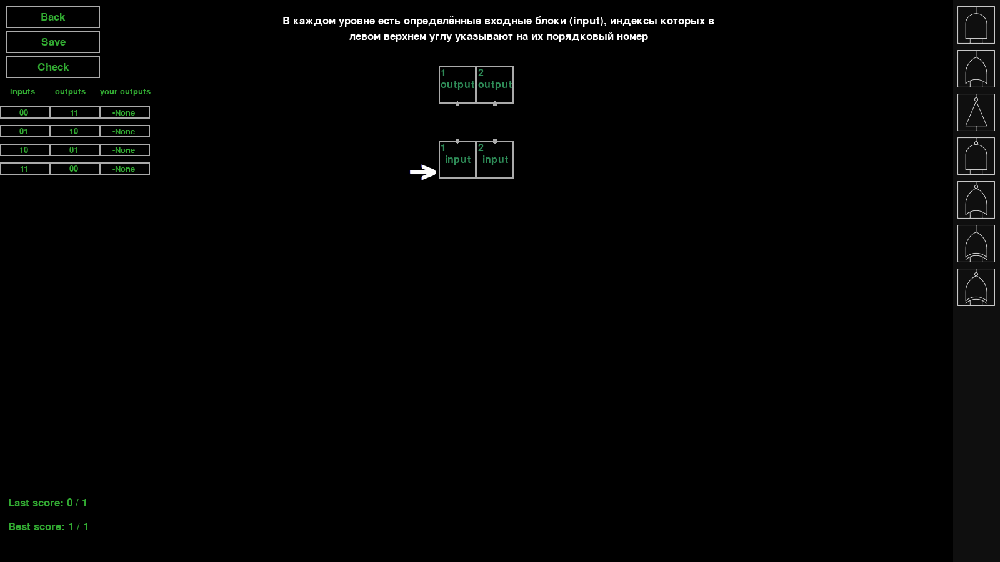 Back
Save
Check
inputs outputs your outputs
00 11 -None
01 10 -None
10 01 -None
11 00 -None
В каждом уровне есть определённые входные блоки (input), индексы которых в
левом верхнем углу указывают на их порядковый номер
1 2
output output
1 2
input input
Last score: 0 / 1
Best score: 1 / 1